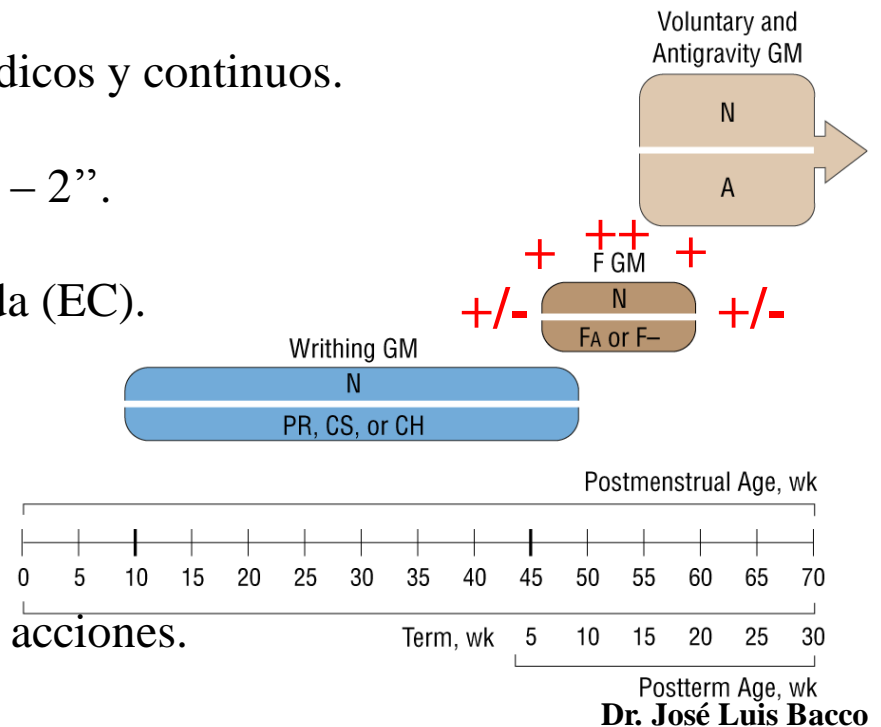 Voluntary and
Antigravity GM
dicos y continuos.
N
– 2”.
A
+ ++ +
F GM
da (EC).
+/- N +/-
FA or F–
Writhing GM
N
PR, CS, or CH
Postmenstrual Age, wk
0 5 10 15 20 25 30 35 40 45 50 55 60 65 70
acciones.
Term, wk 5 10 15 20 25 30
Postterm Age, wk
Dr. José Luis Bacco